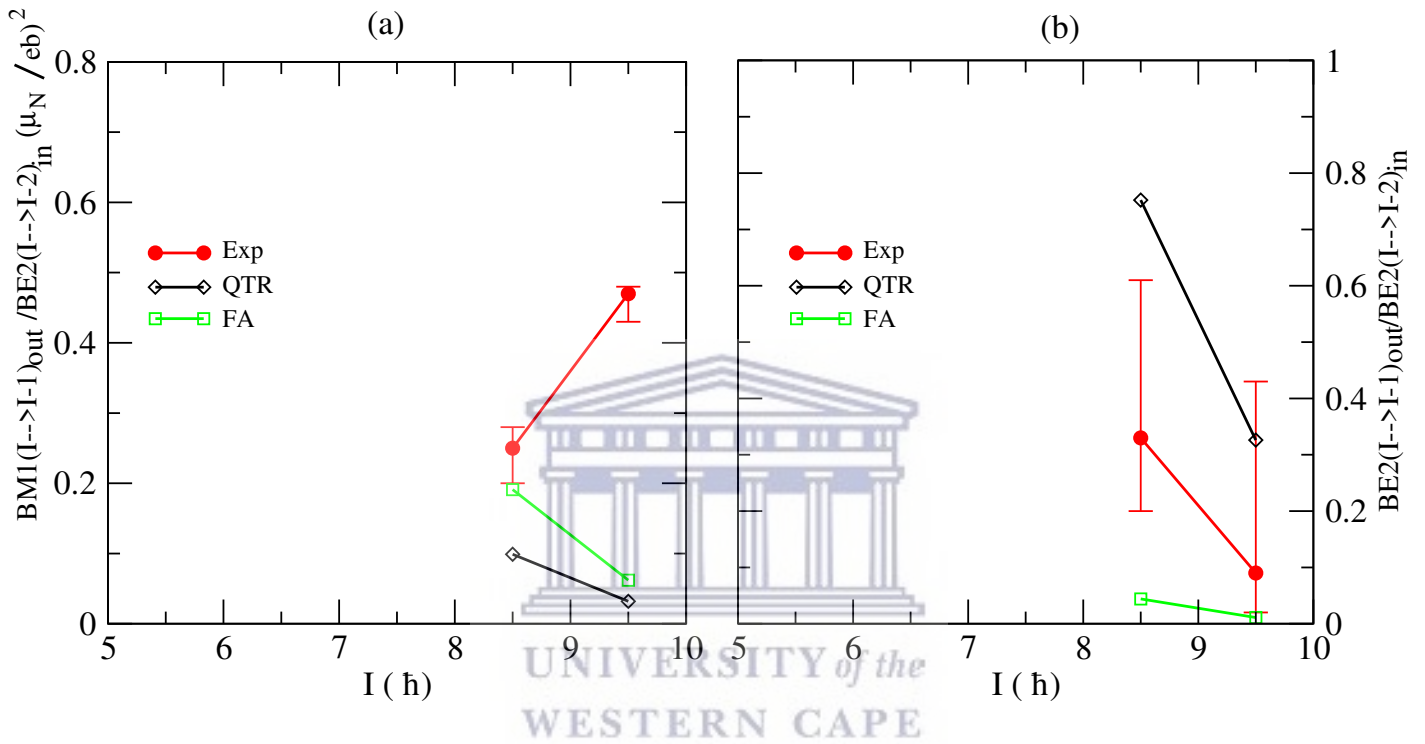 (a)
(b)
BM1(I-->I-1)out /BE2(I-->I-2)in (μN /eb)2
0.8
0.6
0.4
0.2
0
Exp
QTR
FA
5 6 7 8 9 10
I ( ħ )
Exp
QTR
FA
5 6 7 8 9 10
I ( ħ )
1
0.8
0.6
0.4
0.2
0
BE2(I-->I-1)out/BE2(I-->I-2)in
UNIVERSITY of the
WESTERN CAPE